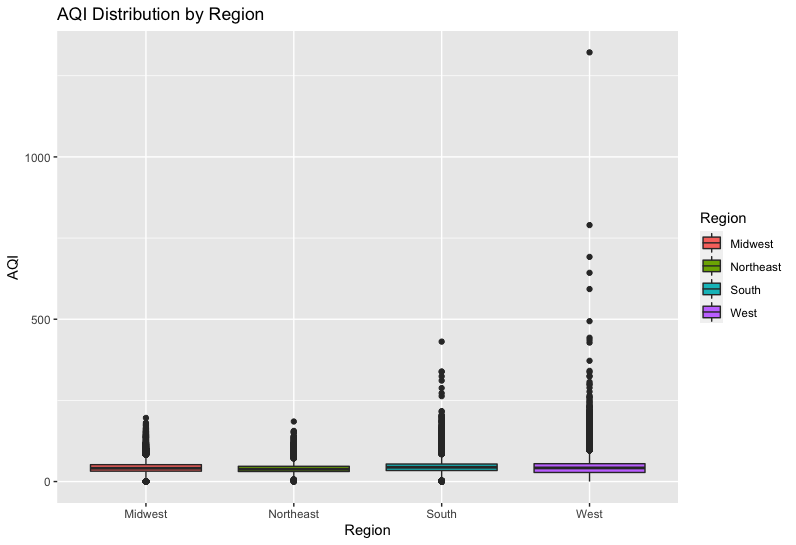 AQI Distribution by Region
AQI
1000
500
0
Midwest
Northeast
South
West
Region
Region
Midwest
Northeast
South
West